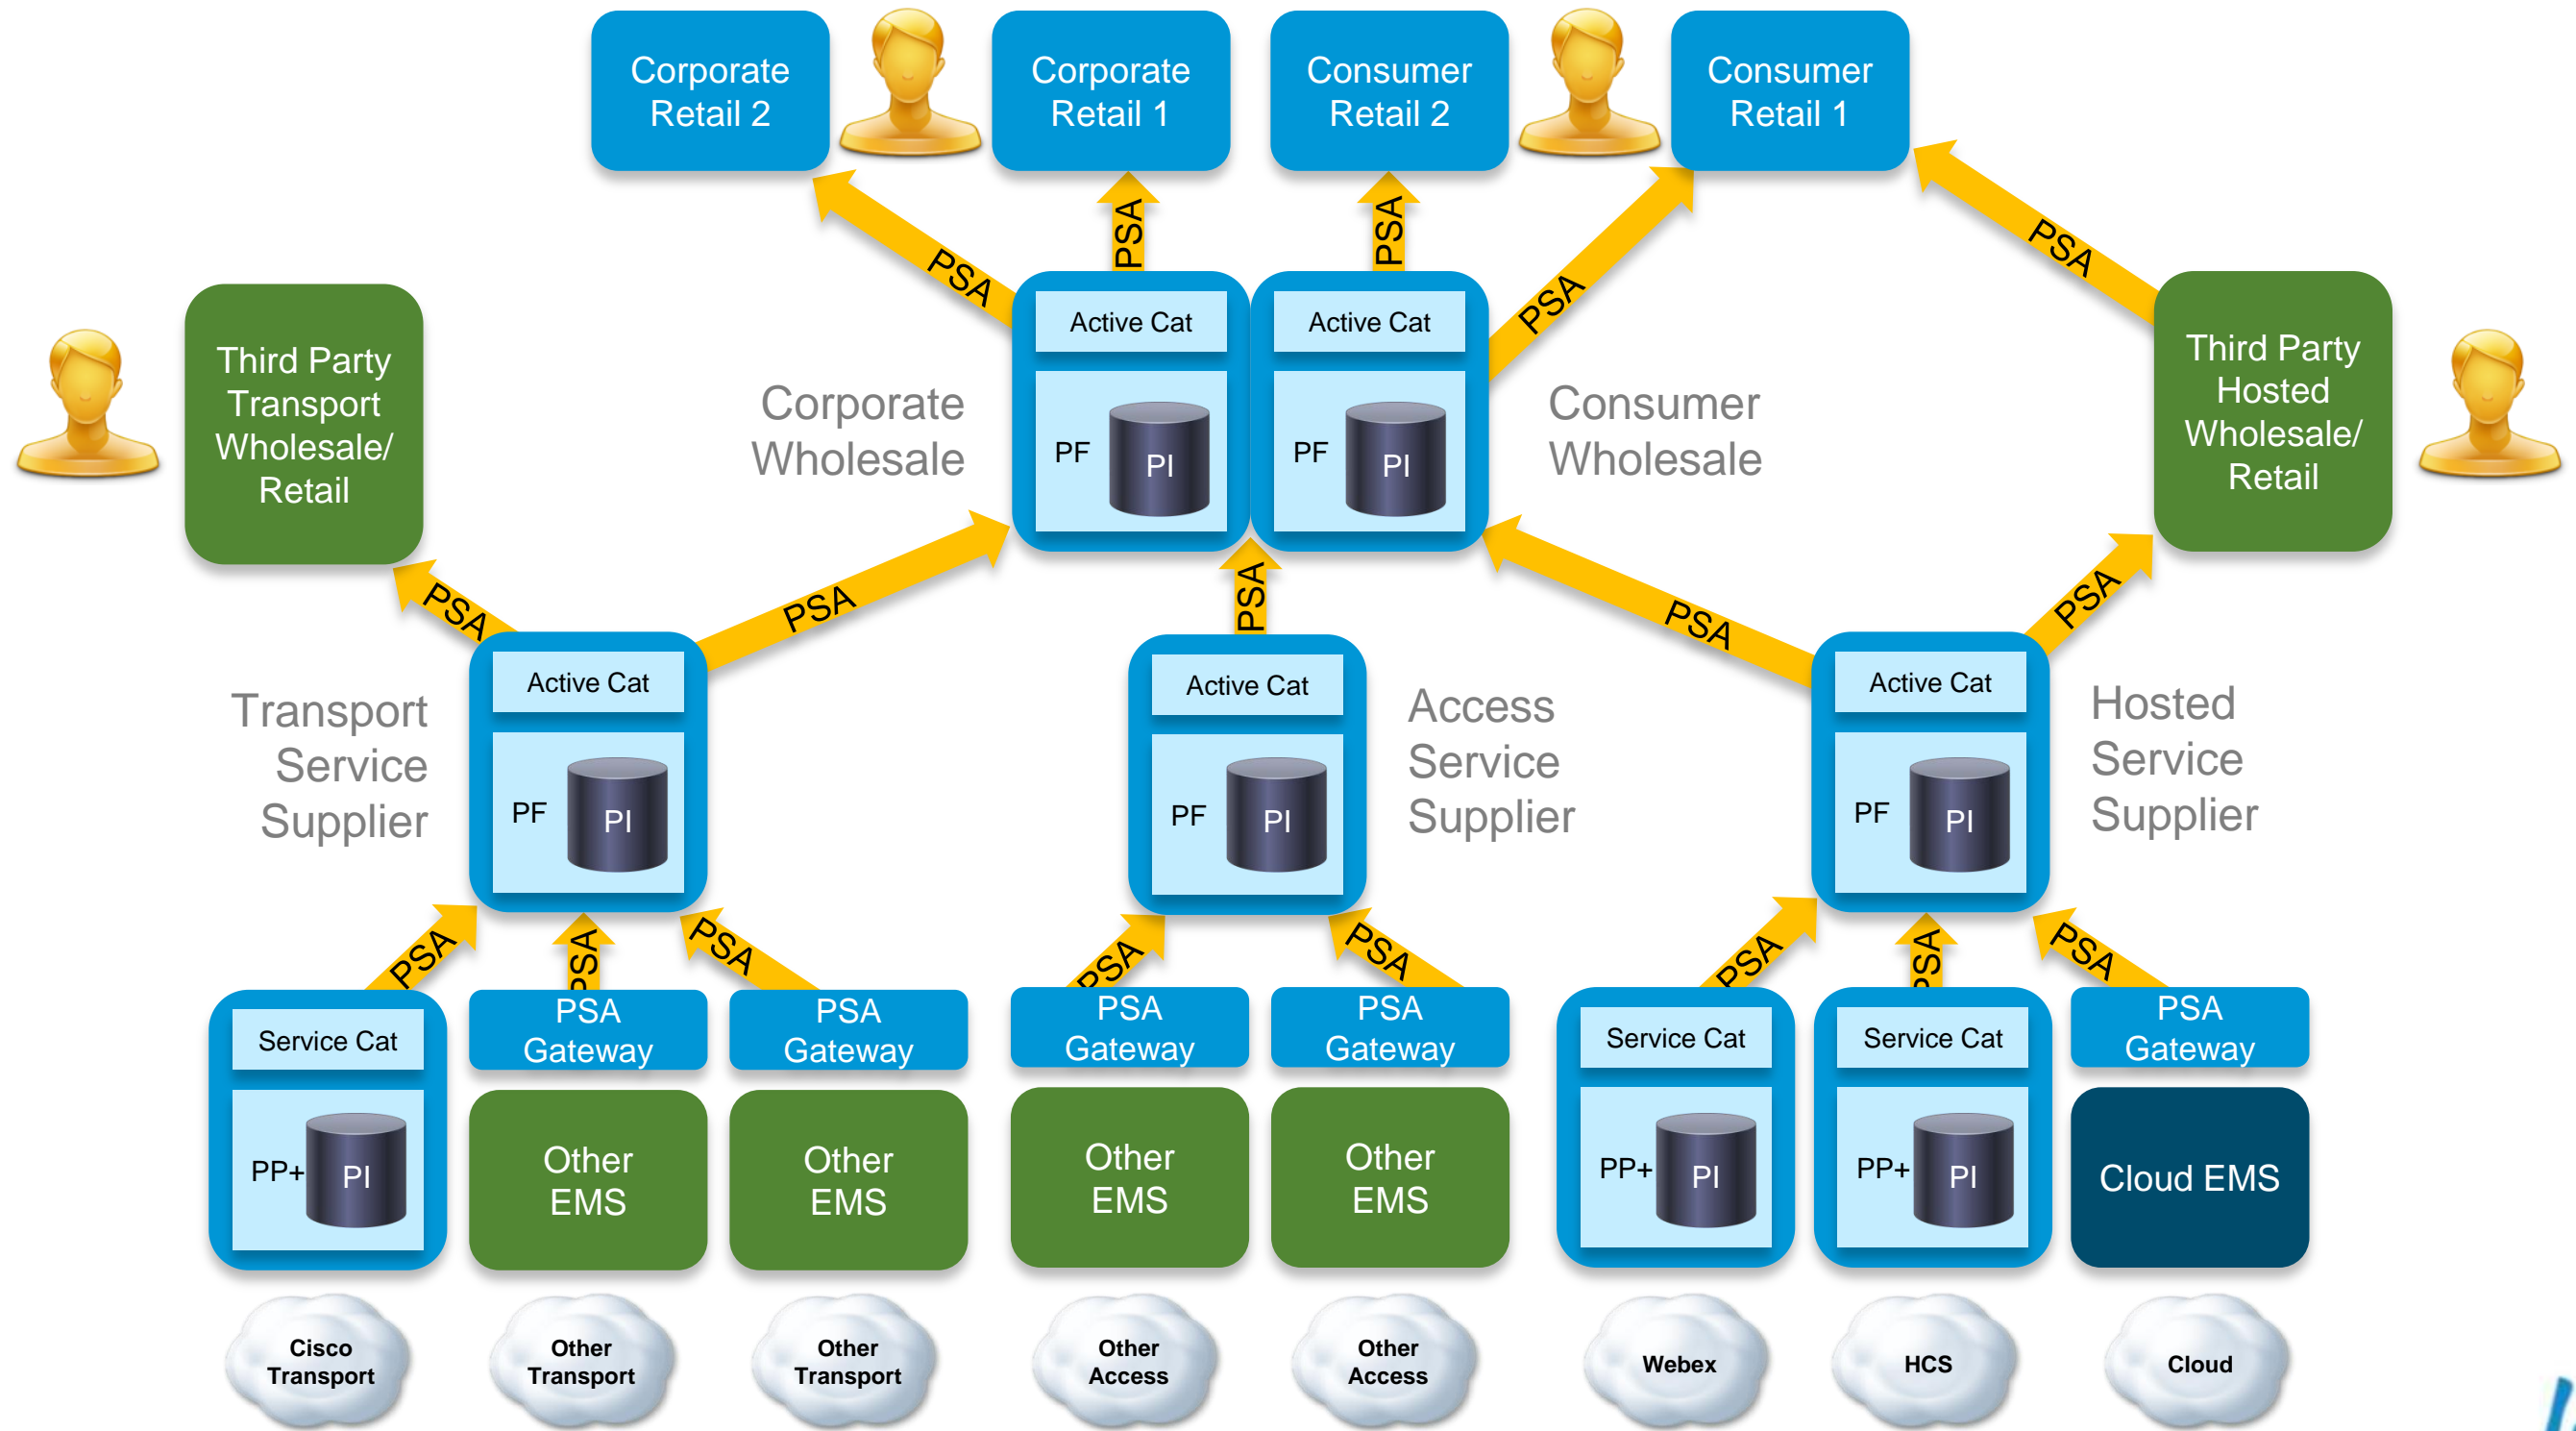 Corporate
Retail 2
Corporate
Retail 1
Consumer
Retail 2
Consumer
Retail 1
PSA
PSA
PSA
PSA
PSA
Third Party
Transport
Wholesale/
Retail
Corporate
Wholesale
Active Cat
PF
PI
Active Cat
PF
PI
Consumer
Wholesale
Third Party
Hosted
Wholesale/
Retail
PSA
PSA
PSA
PSA
PSA
Transport
Service
Supplier
Active Cat
PF
PI
Active Cat
PF
PI
Access
Service
Supplier
Active Cat
PF
PI
Hosted
Service
Supplier
PSA
PSA
PSA
PSA
PSA
PSA
PSA
PSA
Service Cat
PP+
PI
PSA
Gateway
Other
EMS
PSA
Gateway
Other
EMS
PSA
Gateway
Other
EMS
PSA
Gateway
Other
EMS
Service Cat
PP+
PI
Service Cat
PP+
PI
PSA
Gateway
Cloud EMS
Cisco
Transport
Other
Transport
Other
Transport
Other
Access
Other
Access
Webex
HCS
Cloud